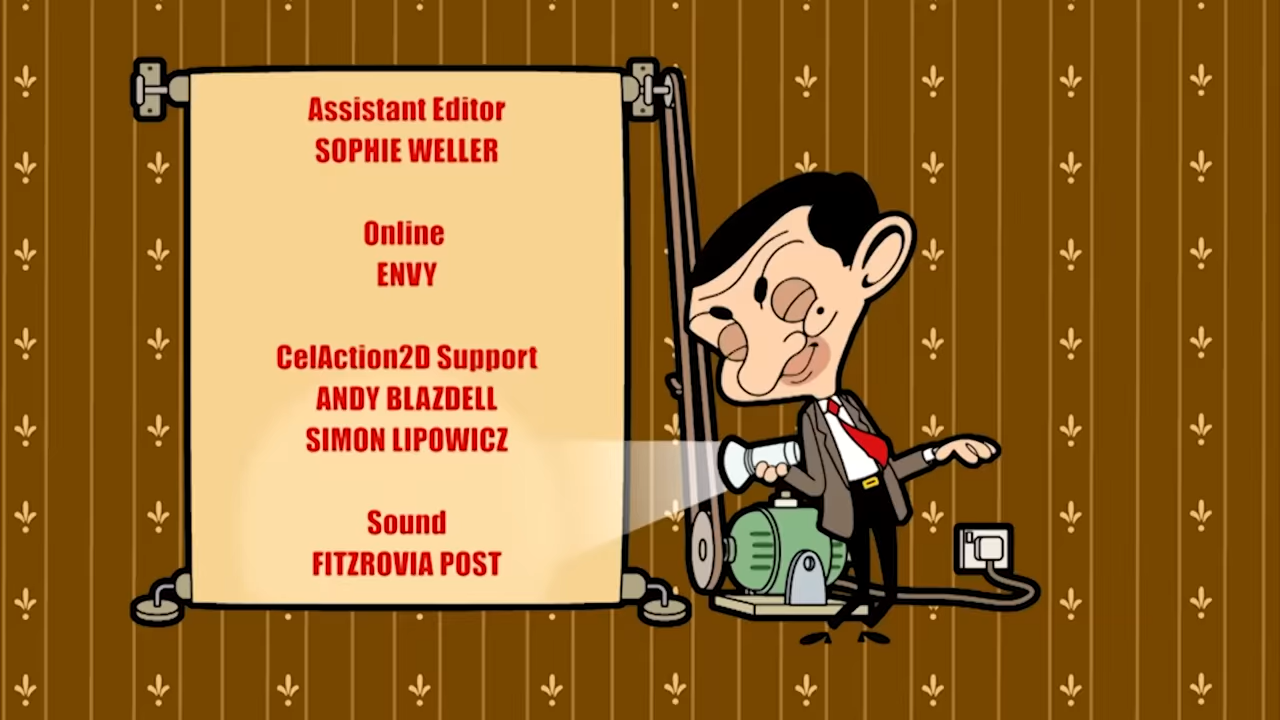 Assistant Editor
SOPHIE WELLER
Online
ENVY
CelAction2D Support
ANDY BLAZDELL
SIMON LIPOWICZ
Sound
FITZROVIA POST